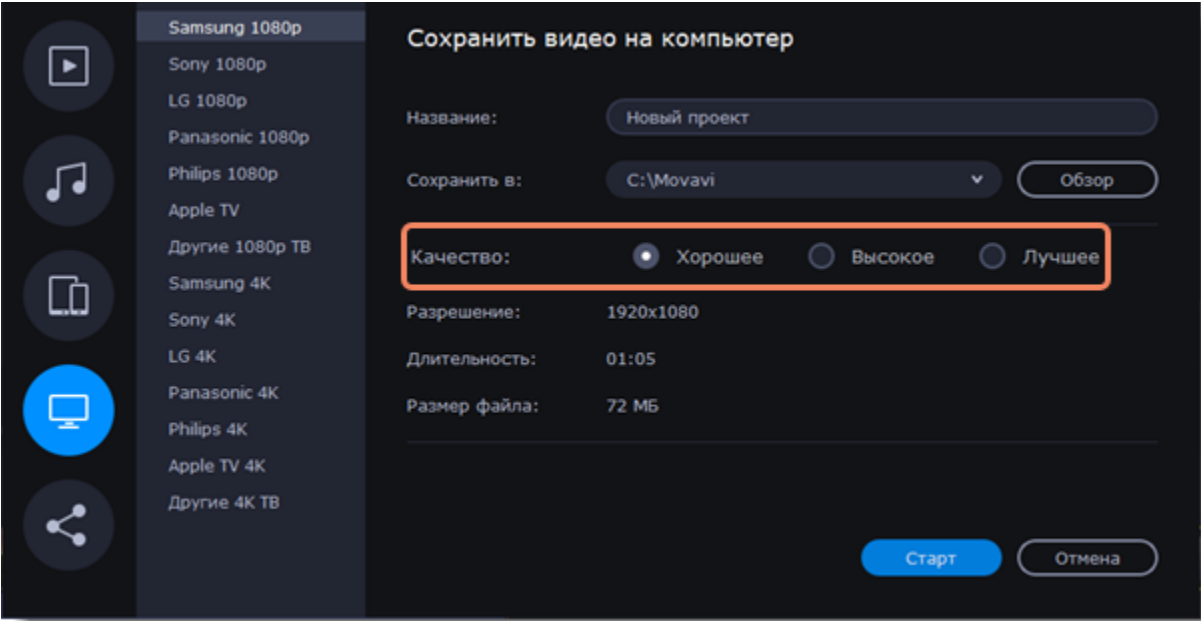 Samsung 1080p
Sony 1080p
LG 1080p
Panasonic 1080p
Philips 1080p
Apple TV
Другие 1080p ТВ
Samsung 4K
Sony 4K
LG 4K
Panasonic 4K
Philips 4K
Apple TV 4K
Другие 4K ТВ
Сохранить видео на компьютер
Название: Новый проект
Сохранить в: C:\Movavi Обзор
Качество: Хорошее Высокое Лучшее
Разрешение: 1920x1080
Длительность: 01:05
Размер файла: 72 МБ
Старт Отмена